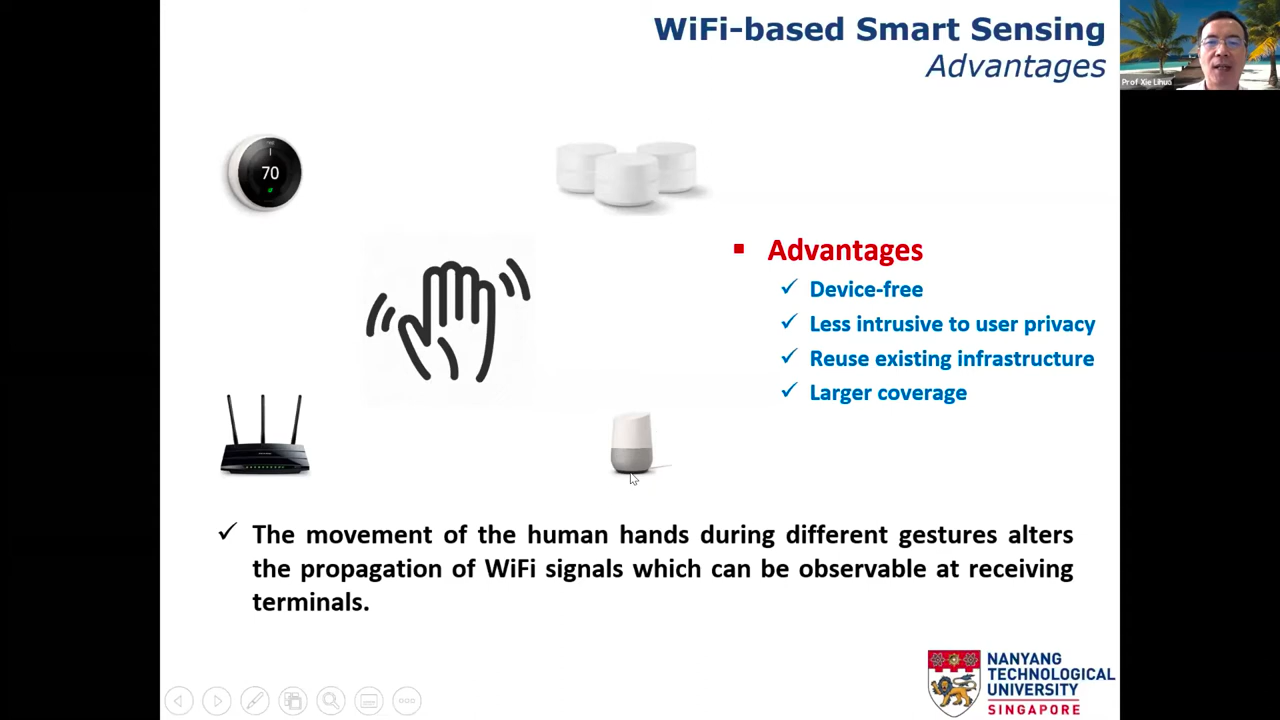 WiFi-based Smart Sensing
Advantages
Prof Xie Lihua
70
Advantages
Device-free
Less intrusive to user privacy
Reuse existing infrastructure
Larger coverage
The movement of the human hands during different gestures alters
the propagation of WiFi signals which can be observable at receiving
terminals.
NANYANG
TECHNOLOGICAL
UNIVERSITY
SINGAPORE